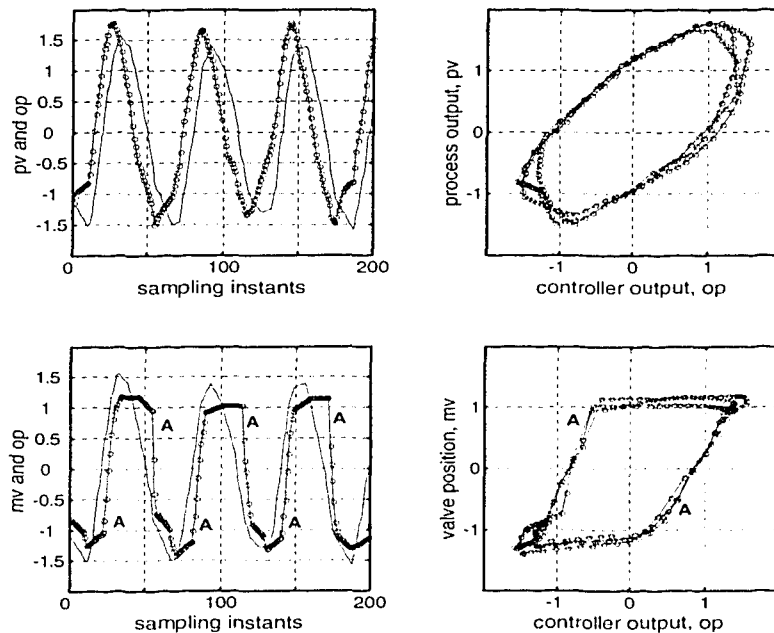 1.5
1
0.5
0
-0.5
-1
-1.5
pv and op
0
100
200
sampling instants
1
0
-1
process output, pv
-1
0
1
controller output, op
1.5
1
0.5
0
-0.5
-1
-1.5
mv and op
A
A
A
A
A
A
0
100
200
sampling instants
1
0
-1
valve position, mv
A
A
-1
0
1
controller output, op